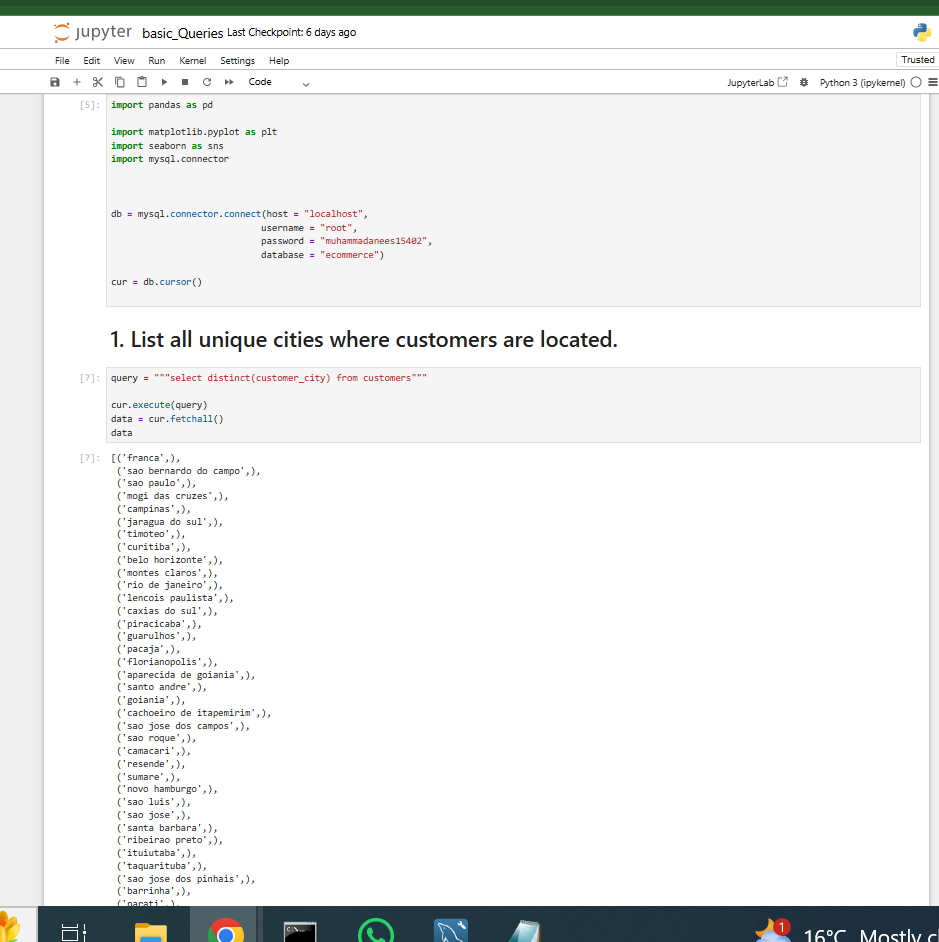 jupyter basic_Queries Last Checkpoint: 6 days ago
File Edit View Run Kernel Settings Help Trusted
Code JupyterLab Python 3 (ipykernel)
[5]: import pandas as pd
import matplotlib.pyplot as plt
import seaborn as sns
import mysql.connector
db = mysql.connector.connect(host = "localhost",
username = "root",
password = "muhammadanees15402",
database = "ecommerce")
cur = db.cursor()
1. List all unique cities where customers are located.
[7]: query = """select distinct(customer_city) from customers"""
cur.execute(query)
data = cur.fetchall()
data
[7]: [('franca',),
('sao bernardo do campo',),
('sao paulo',),
('mogi das cruzes',),
('campinas',),
('jaragua do sul',),
('timoteo',),
('curitiba',),
('belo horizonte',),
('montes claros',),
('rio de janeiro',),
('lencois paulista',),
('caxias do sul',),
('piracicaba',),
('guarulhos',),
('pacaja',),
('florianopolis',),
('aparecida de goiania',),
('santo andre',),
('goiania',),
('cachoeiro de itapemirim',),
('sao jose dos campos',),
('sao roque',),
('camacari',),
('resende',),
('sumare',),
('novo hamburgo',),
('sao luis',),
('sao jose',),
('santa barbara',),
('ribeirao preto',),
('ituiutaba',),
('taquarituba',),
('sao jose dos pinhais',),
('barrinha',),
('parati',),
1
16°C Mostly c